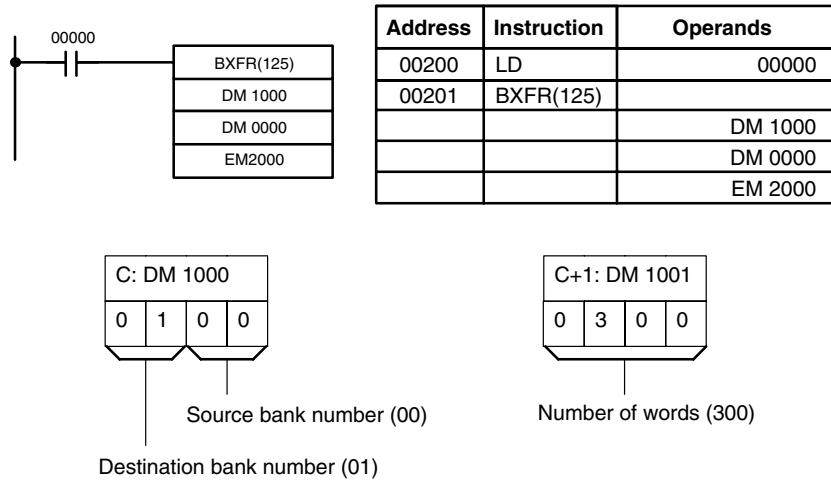 00000
BXFR(125)
DM 1000
DM 0000
EM2000
Address Instruction Operands
00200 LD 00000
00201 BXFR(125)
DM 1000
DM 0000
EM 2000
C: DM 1000
0 1 0 0
Source bank number (00)
Destination bank number (01)
C+1: DM 1001
0 3 0 0
Number of words (300)